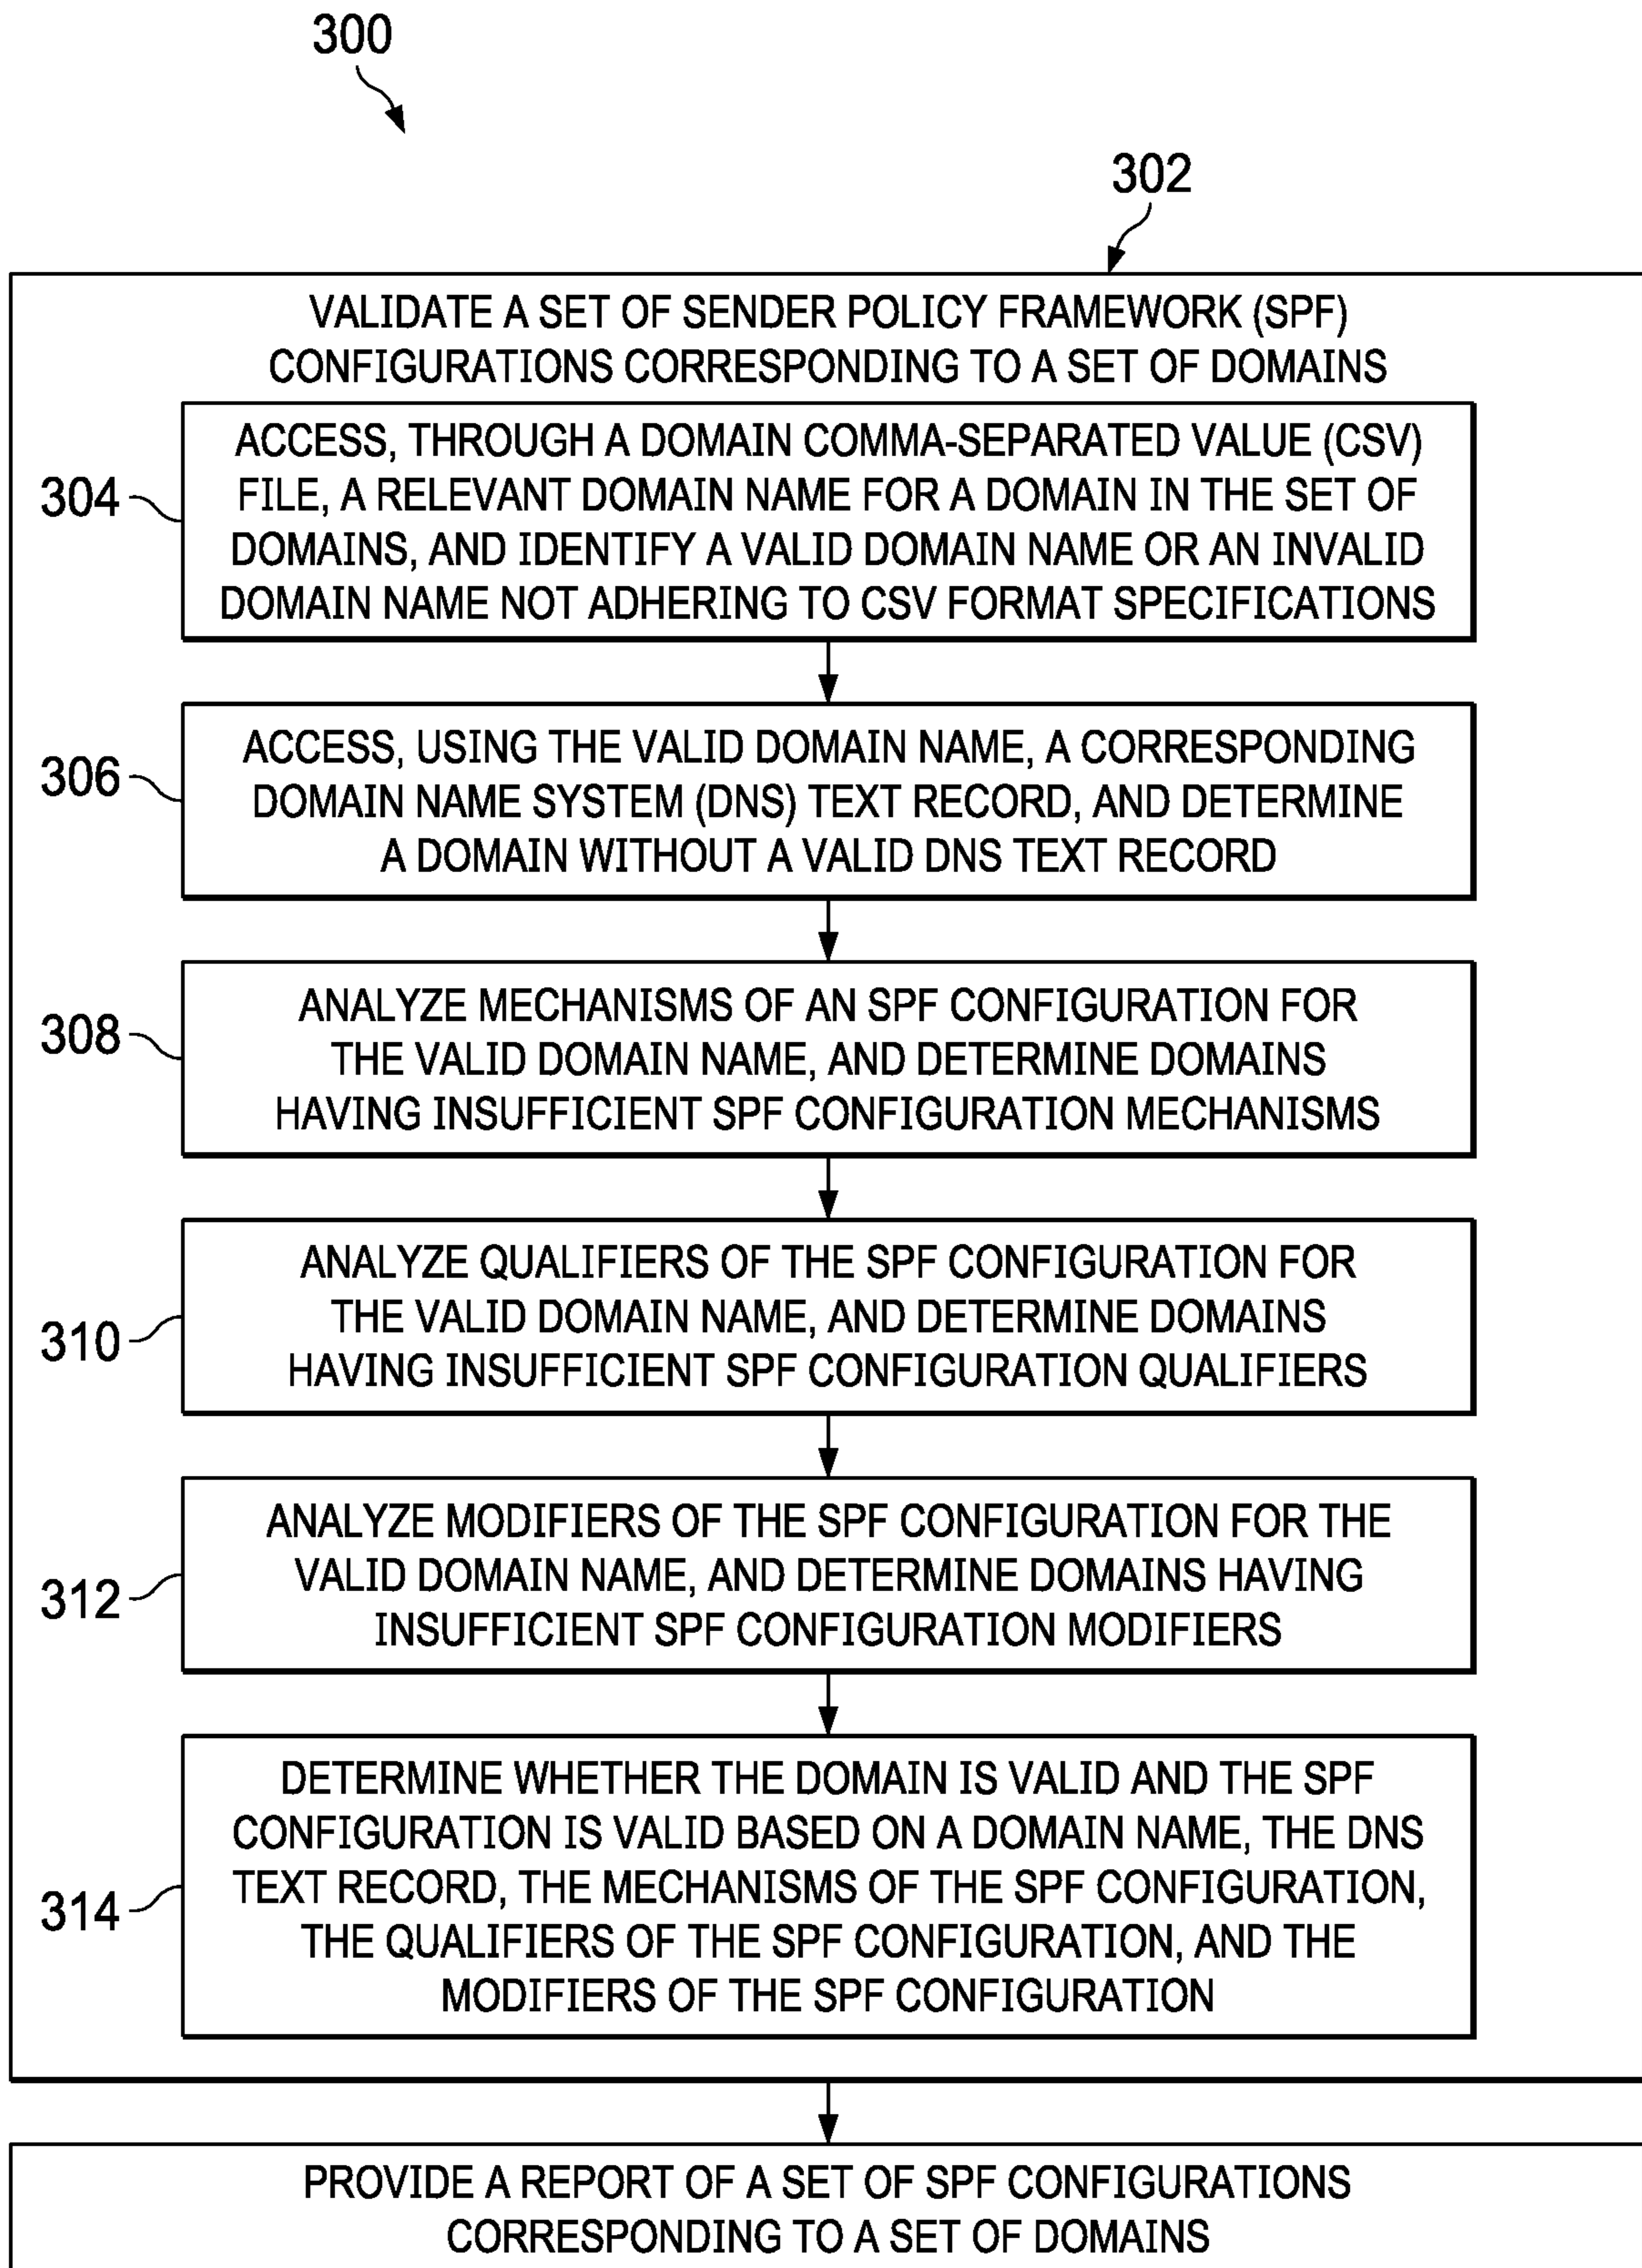 300
302
VALIDATE A SET OF SENDER POLICY FRAMEWORK (SPF)
CONFIGURATIONS CORRESPONDING TO A SET OF DOMAINS
304
ACCESS, THROUGH A DOMAIN COMMA-SEPARATED VALUE (CSV)
FILE, A RELEVANT DOMAIN NAME FOR A DOMAIN IN THE SET OF
DOMAINS, AND IDENTIFY A VALID DOMAIN NAME OR AN INVALID
DOMAIN NAME NOT ADHERING TO CSV FORMAT SPECIFICATIONS
306
ACCESS, USING THE VALID DOMAIN NAME, A CORRESPONDING
DOMAIN NAME SYSTEM (DNS) TEXT RECORD, AND DETERMINE
A DOMAIN WITHOUT A VALID DNS TEXT RECORD
308
ANALYZE MECHANISMS OF AN SPF CONFIGURATION FOR
THE VALID DOMAIN NAME, AND DETERMINE DOMAINS
HAVING INSUFFICIENT SPF CONFIGURATION MECHANISMS
310
ANALYZE QUALIFIERS OF THE SPF CONFIGURATION FOR
THE VALID DOMAIN NAME, AND DETERMINE DOMAINS
HAVING INSUFFICIENT SPF CONFIGURATION QUALIFIERS
312
ANALYZE MODIFIERS OF THE SPF CONFIGURATION FOR THE
VALID DOMAIN NAME, AND DETERMINE DOMAINS HAVING
INSUFFICIENT SPF CONFIGURATION MODIFIERS
314
DETERMINE WHETHER THE DOMAIN IS VALID AND THE SPF
CONFIGURATION IS VALID BASED ON A DOMAIN NAME, THE DNS
TEXT RECORD, THE MECHANISMS OF THE SPF CONFIGURATION,
THE QUALIFIERS OF THE SPF CONFIGURATION, AND THE
MODIFIERS OF THE SPF CONFIGURATION
PROVIDE A REPORT OF A SET OF SPF CONFIGURATIONS
CORRESPONDING TO A SET OF DOMAINS